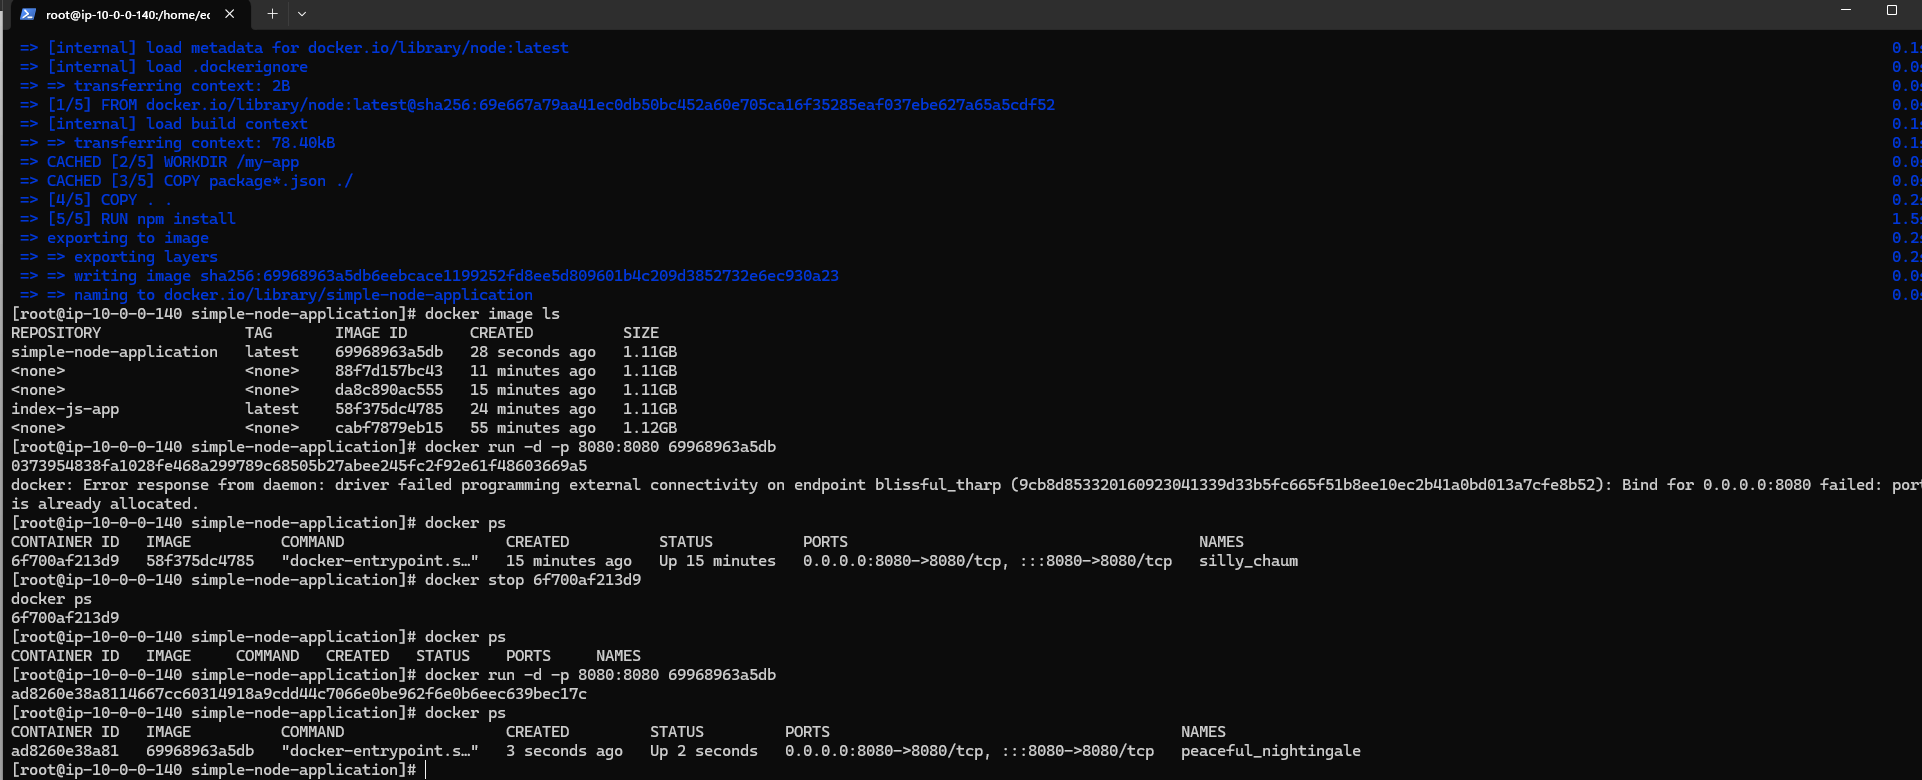 root@ip-10-0-0-140:/home/ec
=> [internal] load metadata for docker.io/library/node:latest 0.1s
=> [internal] load .dockerignore 0.0s
=> => transferring context: 2B 0.0s
=> [1/5] FROM docker.io/library/node:latest@sha256:69e667a79aa41ec0db50bc452a60e705ca16f35285eaf037ebe627a65a5cdf52 0.0s
=> [internal] load build context 0.1s
=> => transferring context: 78.40kB 0.1s
=> CACHED [2/5] WORKDIR /my-app 0.0s
=> CACHED [3/5] COPY package*.json ./ 0.0s
=> [4/5] COPY . . 0.2s
=> [5/5] RUN npm install 1.5s
=> exporting to image 0.2s
=> => exporting layers 0.2s
=> => writing image sha256:69968963a5db6eebcace1199252fd8ee5d809601b4c209d3852732e6ec930a23 0.0s
=> => naming to docker.io/library/simple-node-application 0.0s
[root@ip-10-0-0-140 simple-node-application]# docker image ls
REPOSITORY TAG IMAGE ID CREATED SIZE
simple-node-application latest 69968963a5db 28 seconds ago 1.11GB
<none> <none> 88f7d157bc43 11 minutes ago 1.11GB
<none> <none> da8c890ac555 15 minutes ago 1.11GB
index-js-app latest 58f375dc4785 24 minutes ago 1.11GB
<none> <none> cabf7879eb15 55 minutes ago 1.12GB
[root@ip-10-0-0-140 simple-node-application]# docker run -d -p 8080:8080 69968963a5db
0373954838fa1028fe468a299789c68505b27abee245fc2f92e61f48603669a5
docker: Error response from daemon: driver failed programming external connectivity on endpoint blissful_tharp (9cb8d853320160923041339d33b5fc665f51b8ee10ec2b41a0bd013a7cfe8b52): Bind for 0.0.0.0:8080 failed: port
is already allocated.
[root@ip-10-0-0-140 simple-node-application]# docker ps
CONTAINER ID IMAGE COMMAND CREATED STATUS PORTS NAMES
6f700af213d9 58f375dc4785 "docker-entrypoint.s…" 15 minutes ago Up 15 minutes 0.0.0.0:8080->8080/tcp, :::8080->8080/tcp silly_chaum
[root@ip-10-0-0-140 simple-node-application]# docker stop 6f700af213d9
docker ps
6f700af213d9
[root@ip-10-0-0-140 simple-node-application]# docker ps
CONTAINER ID IMAGE COMMAND CREATED STATUS PORTS NAMES
[root@ip-10-0-0-140 simple-node-application]# docker run -d -p 8080:8080 69968963a5db
ad8260e38a8114667cc60314918a9cdd44c7066e0be962f6e0b6eec639bec17c
[root@ip-10-0-0-140 simple-node-application]# docker ps
CONTAINER ID IMAGE COMMAND CREATED STATUS PORTS NAMES
ad8260e38a81 69968963a5db "docker-entrypoint.s…" 3 seconds ago Up 2 seconds 0.0.0.0:8080->8080/tcp, :::8080->8080/tcp peaceful_nightingale
[root@ip-10-0-0-140 simple-node-application]#